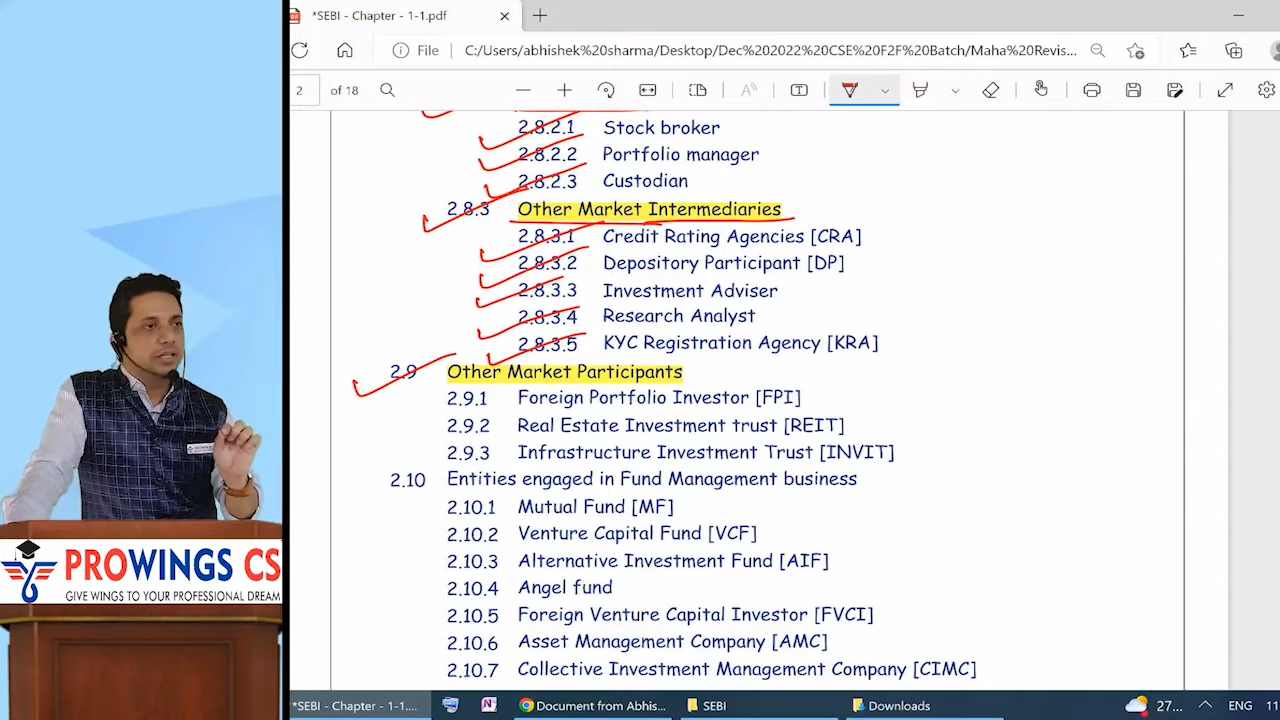 *SEBI - Chapter - 1-1.pdf
File C:/Users/abhishek%20sharma/Desktop/Dec%202022%20CSE%20F2F%20Batch/Maha%20Revis...
2 of 18
2.8.2.1 Stock broker
2.8.2.2 Portfolio manager
2.8.2.3 Custodian
2.8.3 Other Market Intermediaries
2.8.3.1 Credit Rating Agencies [CRA]
2.8.3.2 Depository Participant [DP]
2.8.3.3 Investment Adviser
2.8.3.4 Research Analyst
2.8.3.5 KYC Registration Agency [KRA]
2.9 Other Market Participants
2.9.1 Foreign Portfolio Investor [FPI]
2.9.2 Real Estate Investment trust [REIT]
2.9.3 Infrastructure Investment Trust [INVIT]
2.10 Entities engaged in Fund Management business
2.10.1 Mutual Fund [MF]
2.10.2 Venture Capital Fund [VCF]
2.10.3 Alternative Investment Fund [AIF]
2.10.4 Angel fund
2.10.5 Foreign Venture Capital Investor [FVCI]
2.10.6 Asset Management Company [AMC]
2.10.7 Collective Investment Management Company [CIMC]
PROWINGS CS
GIVE WINGS TO YOUR PROFESSIONAL DREAM
*SEBI - Chapter - 1-1.... Document from Abhis... SEBI Downloads 27... ENG 11